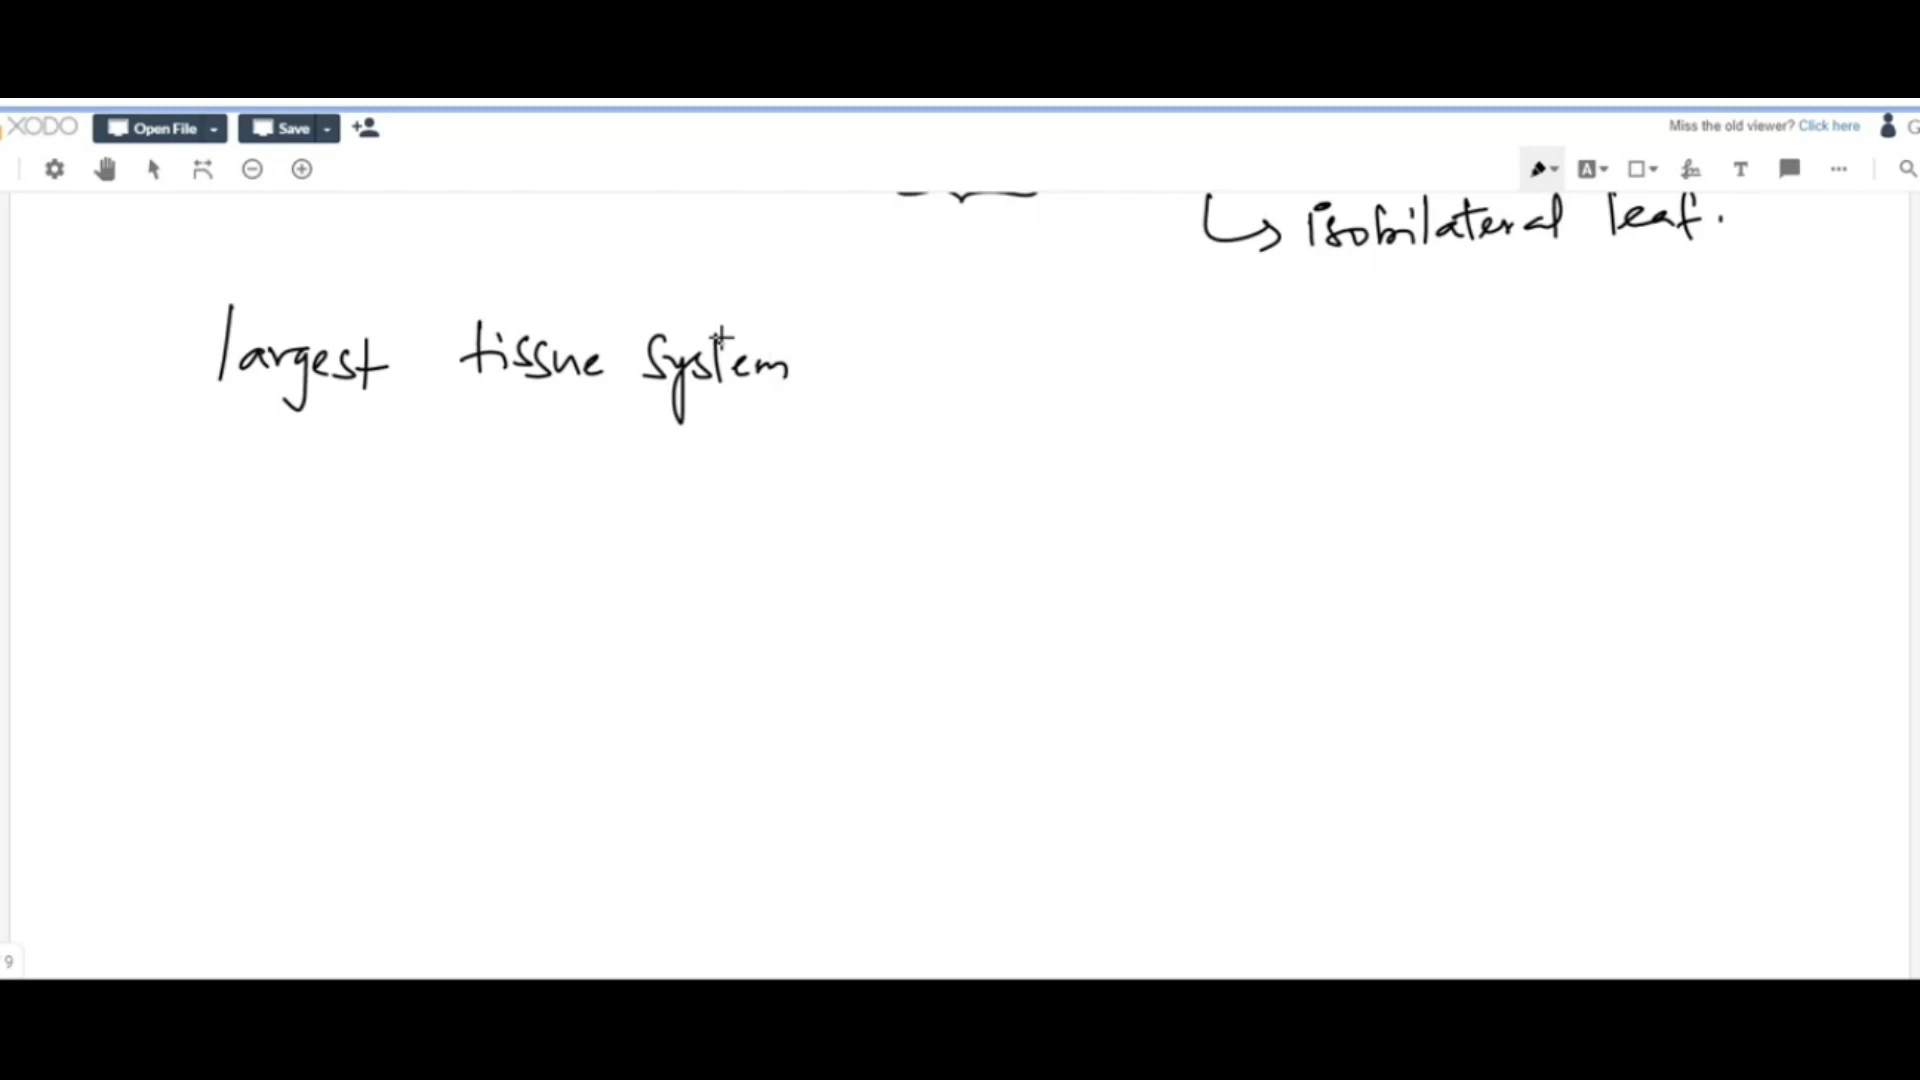 XODO Open File Save Miss the old viewer? Click here G
A T ...
↳ isobilateral leaf.
largest tissue system
9